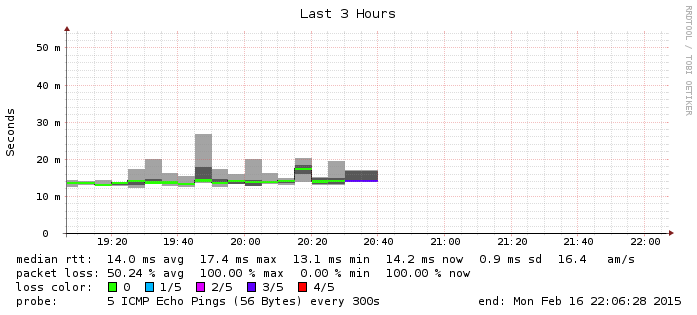 Last 3 Hours
RRDTOOL / TOBI OETIKER
Seconds
50 m
40 m
30 m
20 m
10 m
0
19:20 19:40 20:00 20:20 20:40 21:00 21:20 21:40 22:00
median rtt: 14.0 ms avg 17.4 ms max 13.1 ms min 14.2 ms now 0.9 ms sd 16.4 am/s
packet loss: 50.24 % avg 100.00 % max 0.00 % min 100.00 % now
loss color: 0 1/5 2/5 3/5 4/5
probe: 5 ICMP Echo Pings (56 Bytes) every 300s end: Mon Feb 16 22:06:28 2015